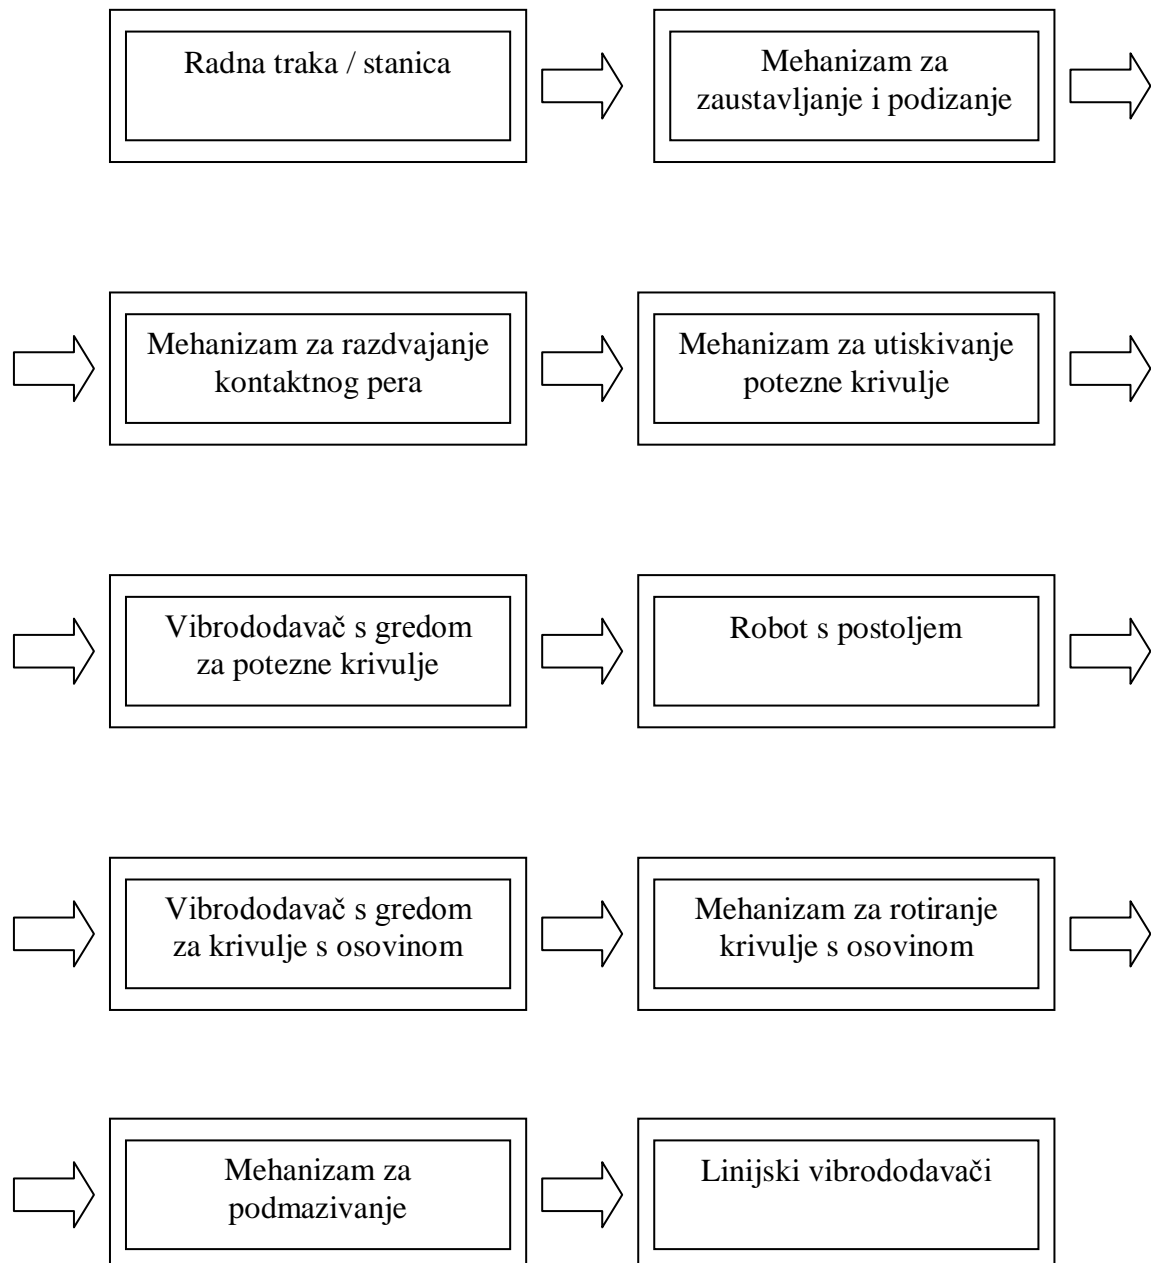 Radna traka / stanica
Mehanizam za
zaustavljanje i podizanje
Mehanizam za razdvajanje
kontaktnog pera
Mehanizam za utiskivanje
potezne krivulje
Vibrododavač s gredom
za potezne krivulje
Robot s postoljem
Vibrododavač s gredom
za krivulje s osovinom
Mehanizam za rotiranje
krivulje s osovinom
Mehanizam za
podmazivanje
Linijski vibrododavači